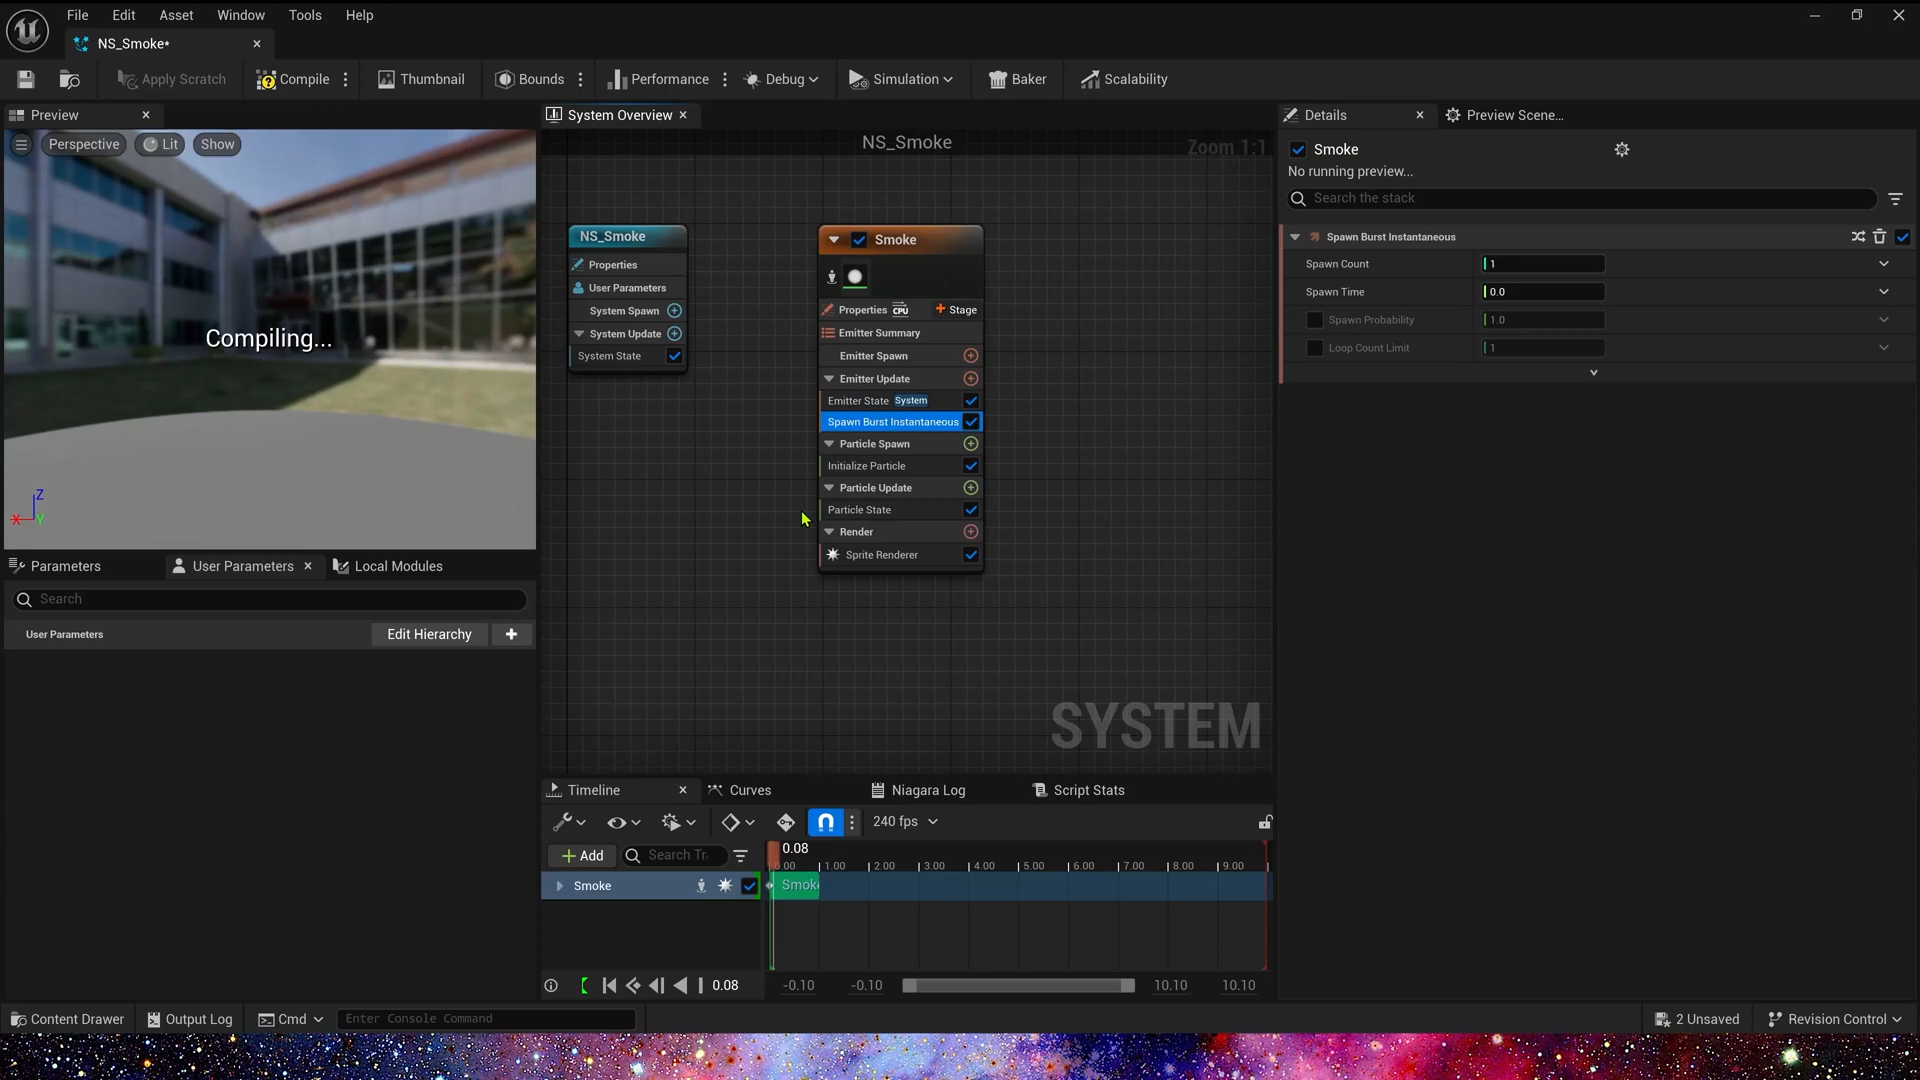 File Edit Asset Window Tools Help
NS_Smoke*
Apply Scratch Compile Thumbnail Bounds Performance Debug Simulation Baker Scalability
Preview
Perspective Lit Show
Compiling...
Z
X
Y
Parameters User Parameters Local Modules
Search
User Parameters Edit Hierarchy
System Overview
NS_Smoke
Zoom 1:1
NS_Smoke
Properties
User Parameters
System Spawn
System Update
System State
Smoke
Properties CPU Stage
Emitter Summary
Emitter Spawn
Emitter Update
Emitter State System
Spawn Burst Instantaneous
Particle Spawn
Initialize Particle
Particle Update
Particle State
Render
Sprite Renderer
SYSTEM
Timeline Curves Niagara Log Script Stats
240 fps
+ Add Search Tr
0.08
0.00 1.00 2.00 3.00 4.00 5.00 6.00 7.00 8.00 9.00
Smoke
Smoke
0.08 -0.10 -0.10 10.10 10.10
Details Preview Scene...
Smoke
No running preview...
Search the stack
Spawn Burst Instantaneous
Spawn Count 1
Spawn Time 0.0
Spawn Probability 1.0
Loop Count Limit 1
Content Drawer Output Log Cmd Enter Console Command 2 Unsaved Revision Control